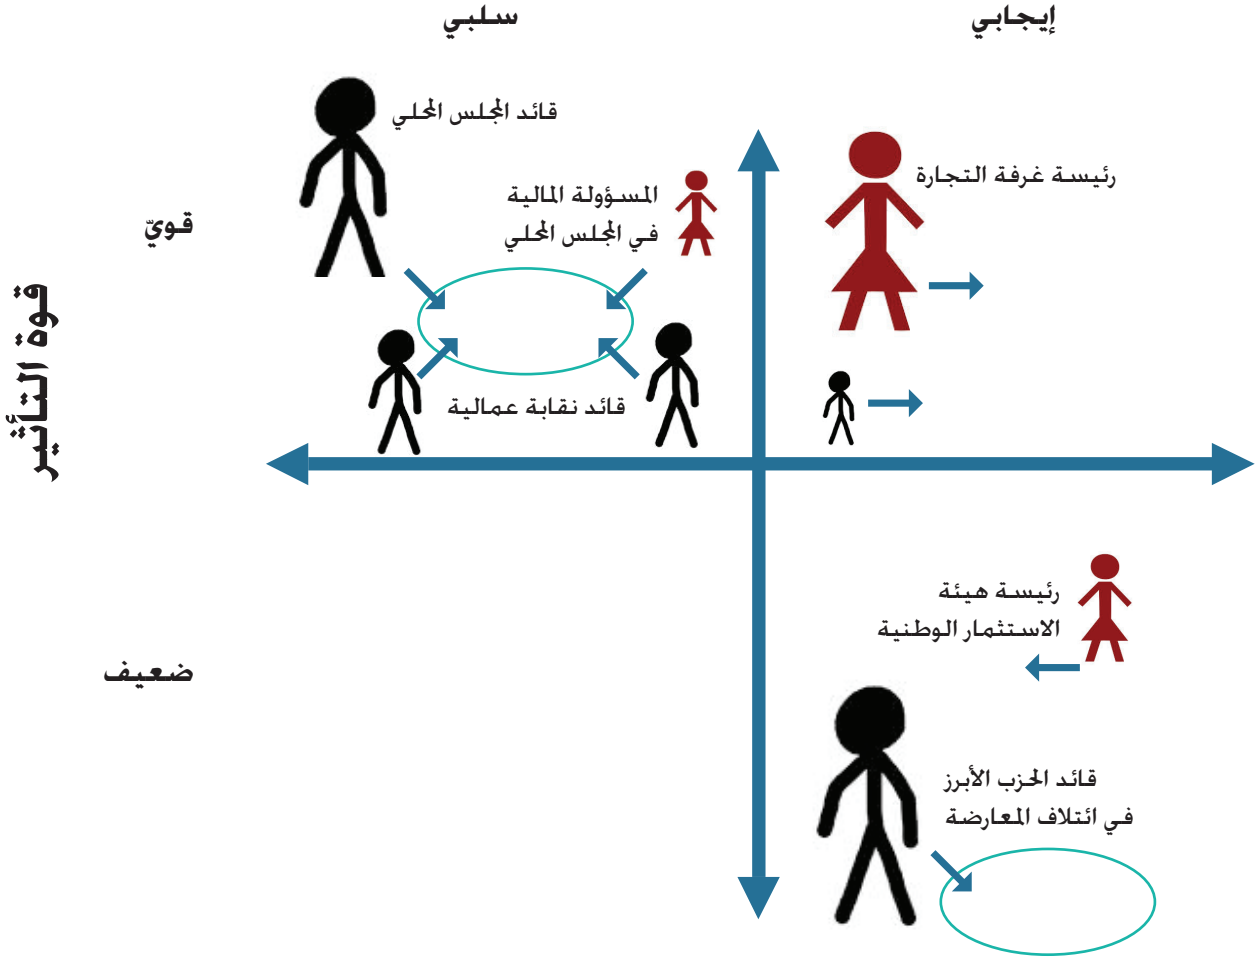 إيجابي
سلبي
قائد المجلس المحلي
رئيسة غرفة التجارة
المسؤولة المالية
في المجلس المحلي
قويّ
قوة التأثير
قائد نقابة عمالية
رئيسة هيئة
الاستثمار الوطنية
ضعيف
قائد الحزب الأبرز
في ائتلاف المعارضة